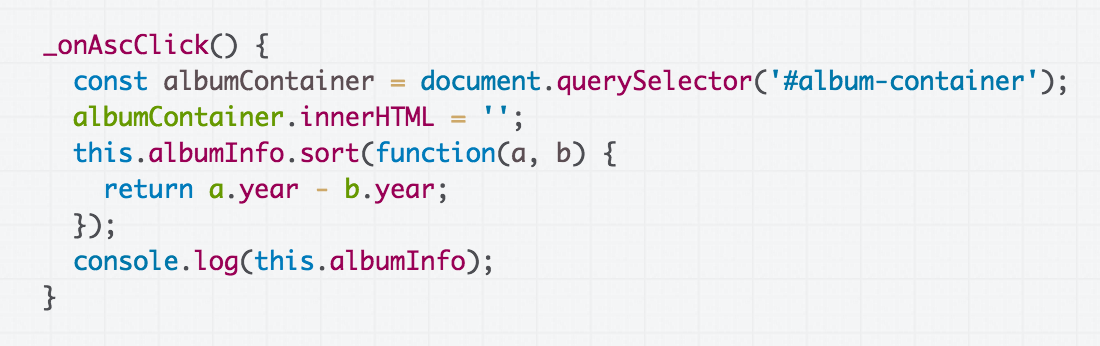 _onAscClick() {
  const albumContainer = document.querySelector('#album-container');
  albumContainer.innerHTML = '';
  this.albumInfo.sort(function(a, b) {
    return a.year - b.year;
  });
  console.log(this.albumInfo);
}